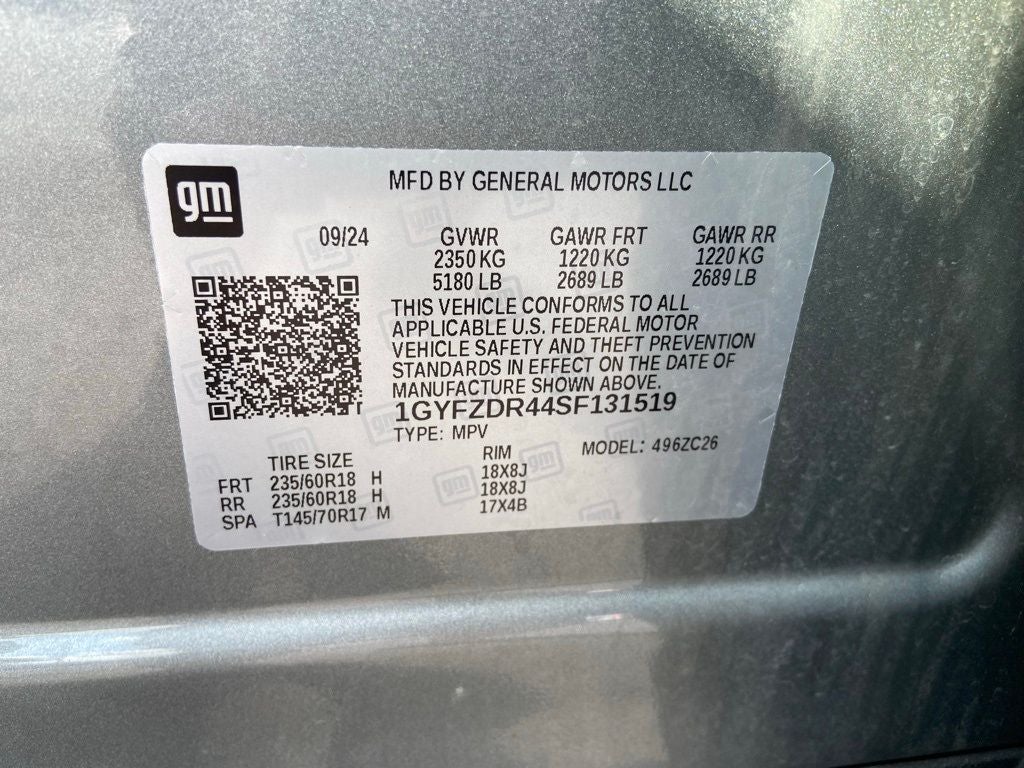 gm
MFD BY GENERAL MOTORS LLC
09/24 GVWR GAWR FRT GAWR RR
2350 KG 1220 KG 1220 KG
5180 LB 2689 LB 2689 LB
THIS VEHICLE CONFORMS TO ALL
APPLICABLE U.S. FEDERAL MOTOR
VEHICLE SAFETY AND THEFT PREVENTION
STANDARDS IN EFFECT ON THE DATE OF
MANUFACTURE SHOWN ABOVE.
1GYFZDR44SF131519
TYPE: MPV MODEL: 496ZC26
TIRE SIZE RIM
FRT 235/60R18 H 18X8J
RR 235/60R18 H 18X8J
SPA T145/70R17 M 17X4B